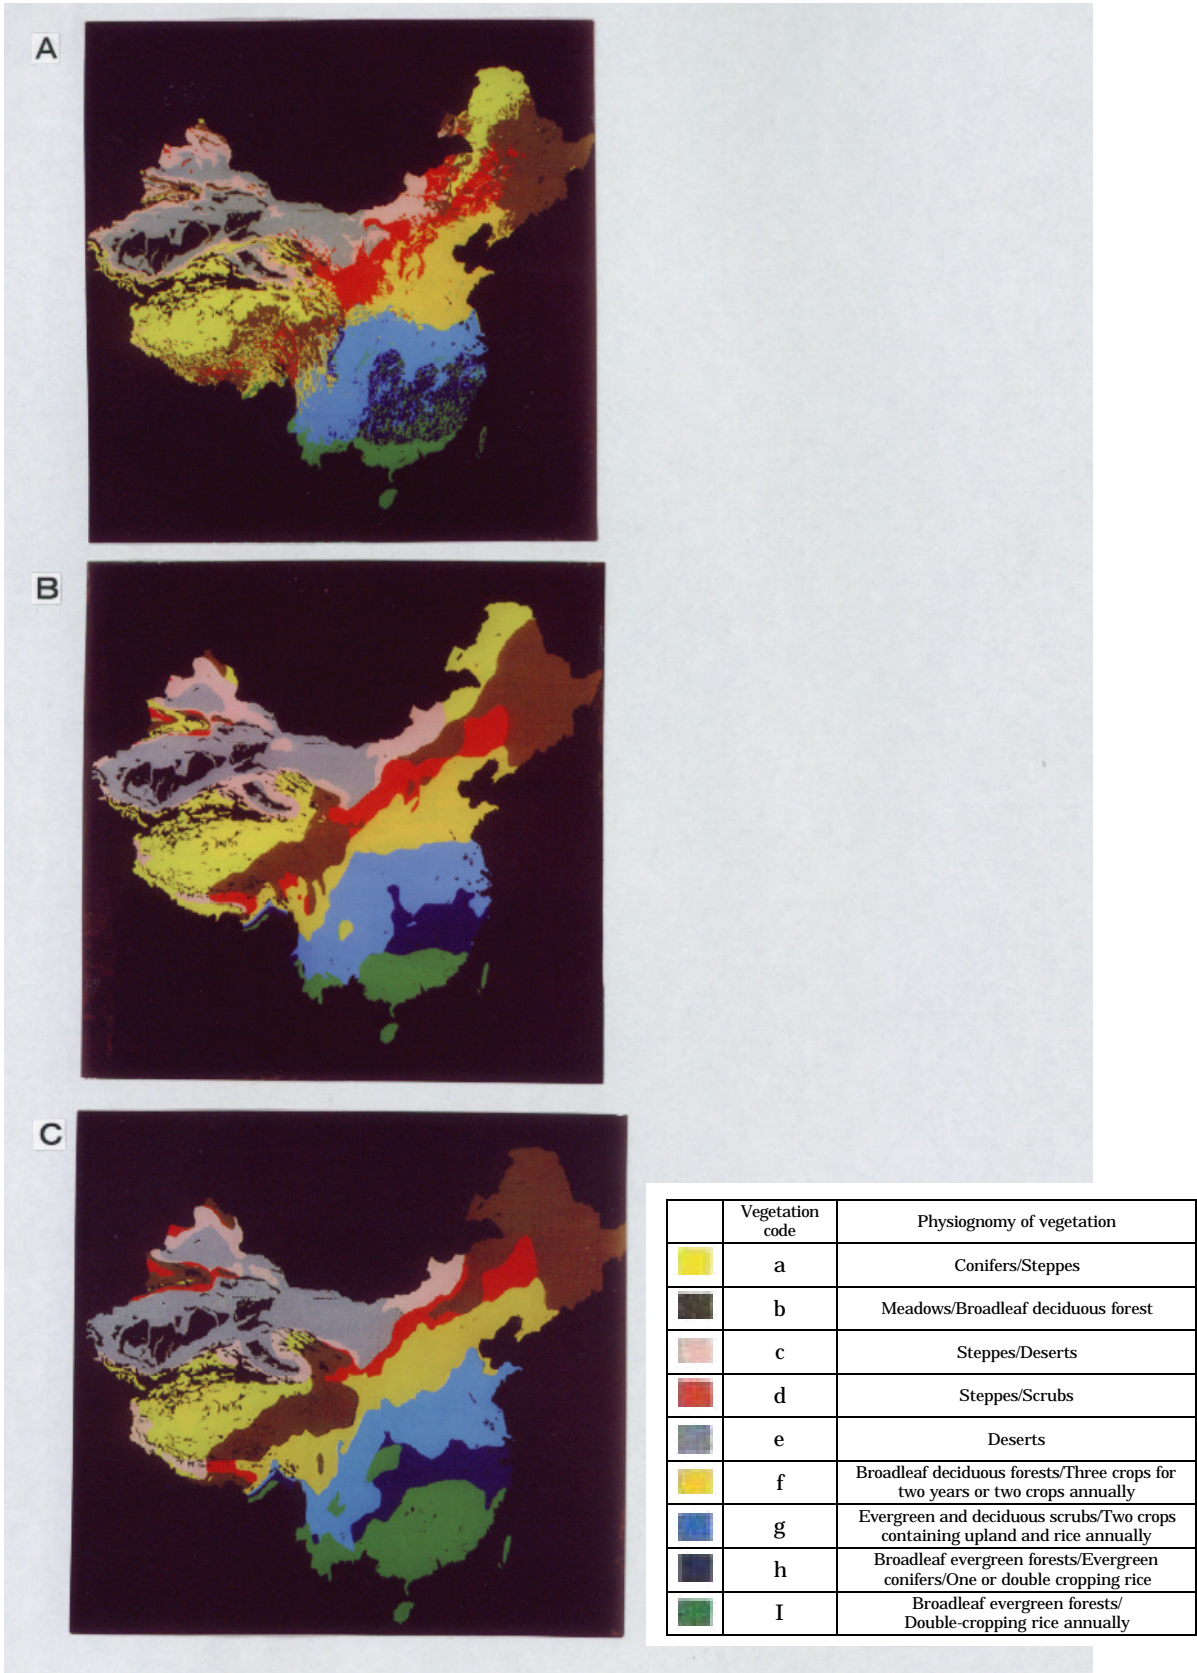 A
B
C
Vegetation
code
Physiognomy of vegetation
a
Conifers/Steppes
b
Meadows/Broadleaf deciduous forest
c
Steppes/Deserts
d
Steppes/Scrubs
e
Deserts
f
Broadleaf deciduous forests/Three crops for
two years or two crops annually
g
Evergreen and deciduous scrubs/Two crops
containing upland and rice annually
h
Broadleaf evergreen forests/Evergreen
conifers/One or double cropping rice
I
Broadleaf evergreen forests/
Double-cropping rice annually